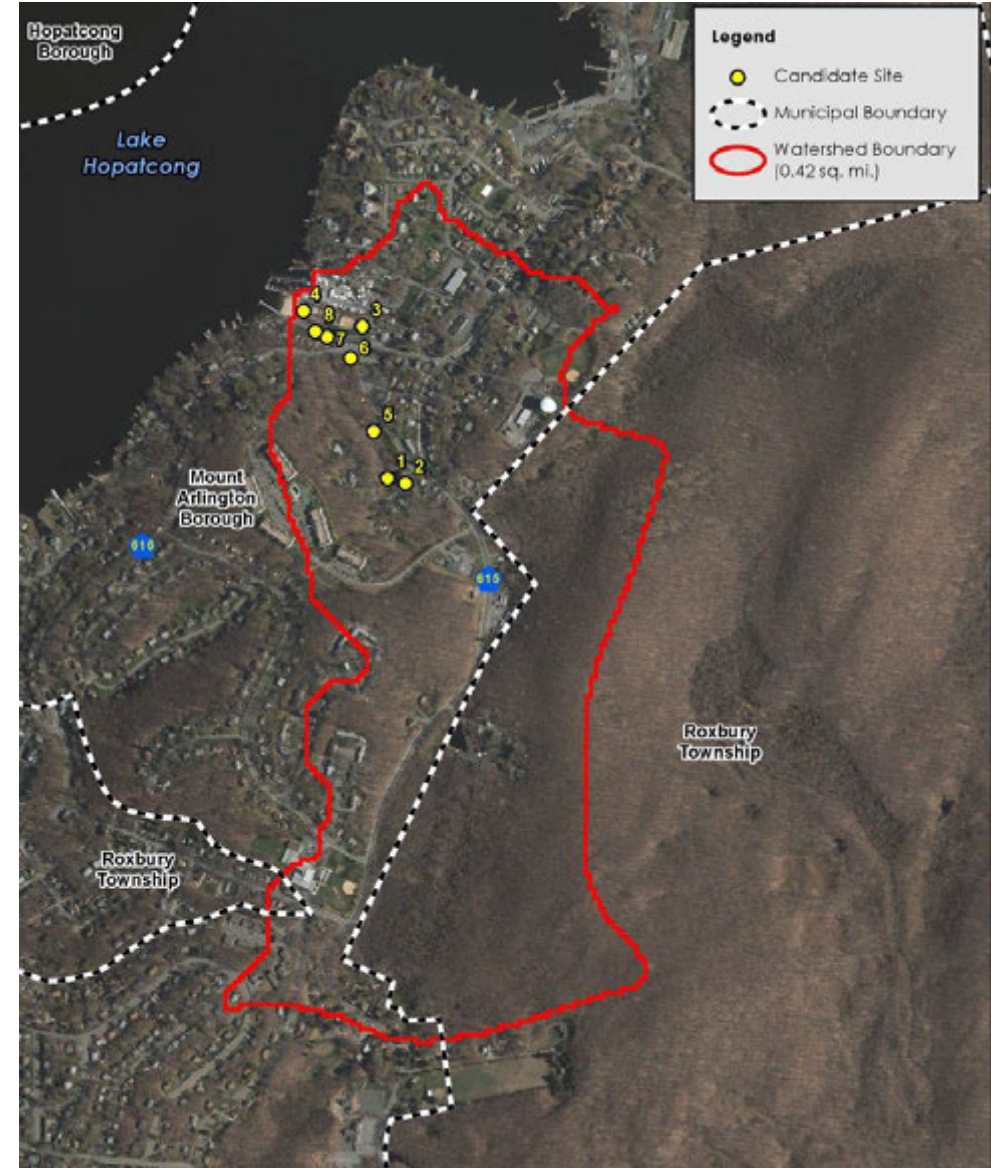 Hopatcong
Borough
Lake
Hopatcong
Legend
Candidate Site
Municipal Boundary
Watershed Boundary
(0.42 sq. mi.)
4
3
8
7
6
5
1
2
Mount
Arlington
Borough
616
615
Roxbury
Township
Roxbury
Township